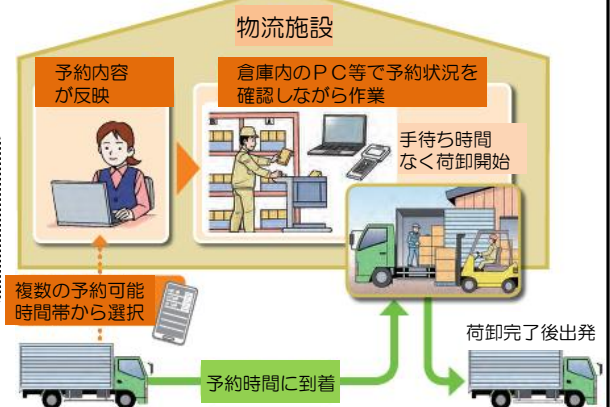 物流施設
予約内容
が反映
倉庫内のＰＣ等で予約状況を
確認しながら作業
手待ち時間
なく荷卸開始
複数の予約可能
時間帯から選択
荷卸完了後出発
予約時間に到着